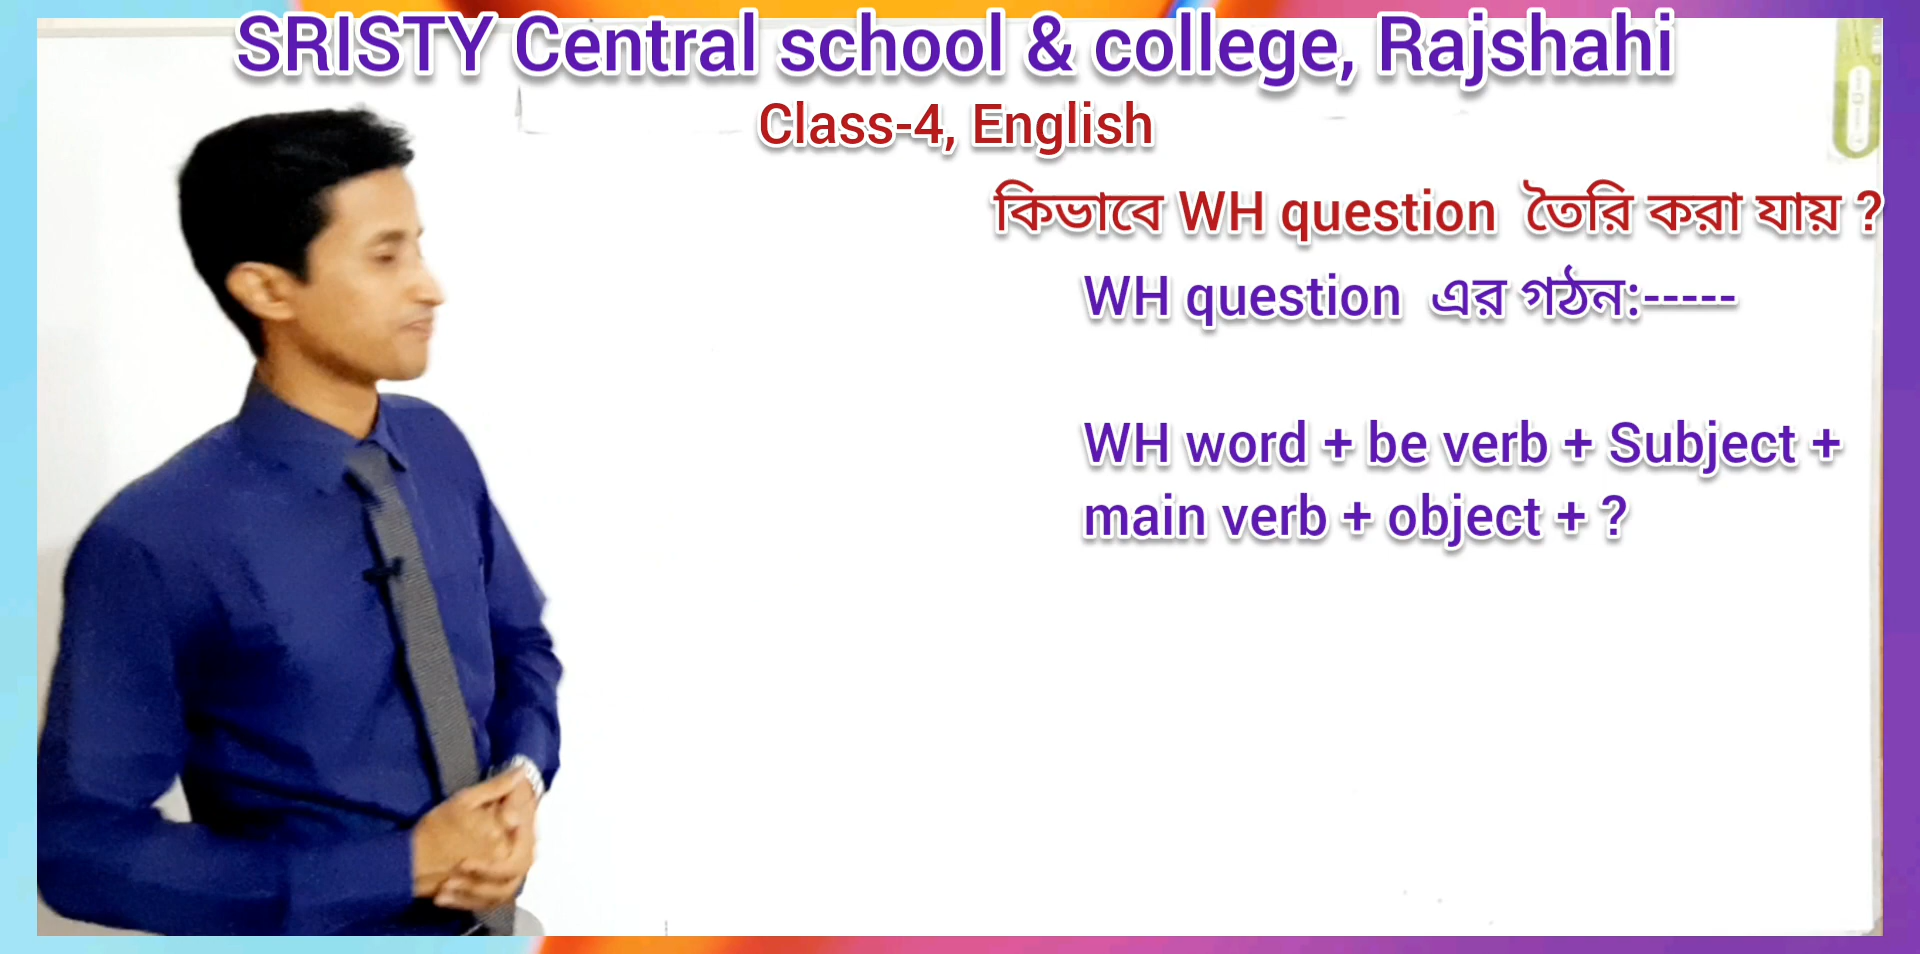 SRISTY Central school & college, Rajshahi
Class-4, English
কিভাবে WH question তৈরি করা যায় ?
WH question এর গঠন:-----
WH word + be verb + Subject +
main verb + object + ?